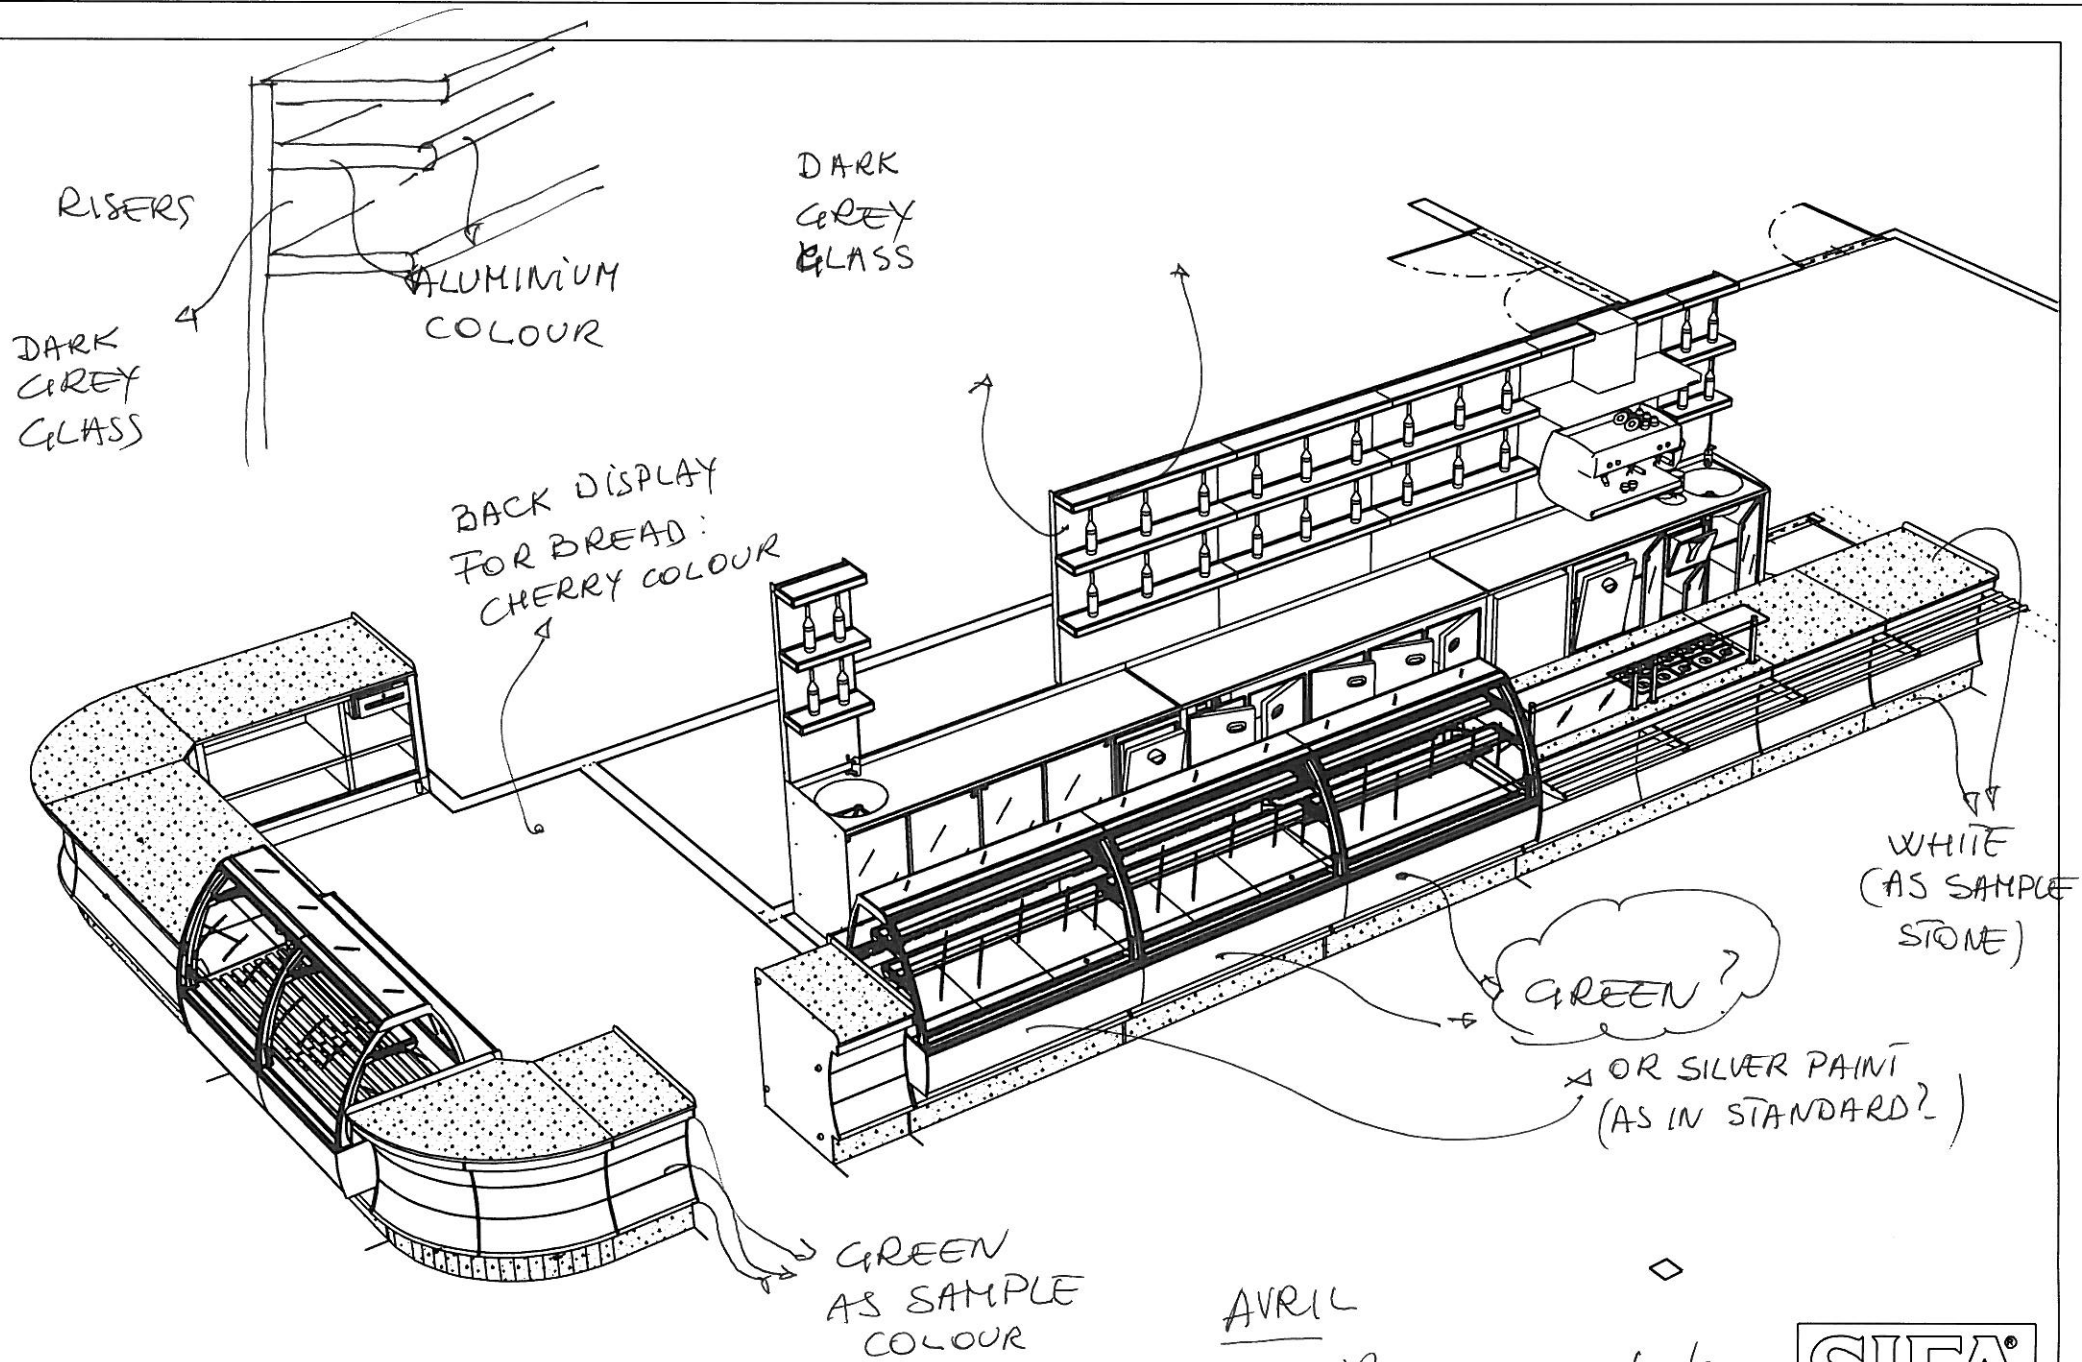 RISERS
DARK
GREY
GLASS
ALUMINIUM
COLOUR
DARK
GREY
GLASS
BACK DISPLAY
FOR BREAD:
CHERRY COLOUR
WHITE
(AS SAMPLE
STONE)
GREEN?
OR SILVER PAINT
(AS IN STANDARD?)
GREEN
AS SAMPLE
COLOUR
AVRIL
SIFA®